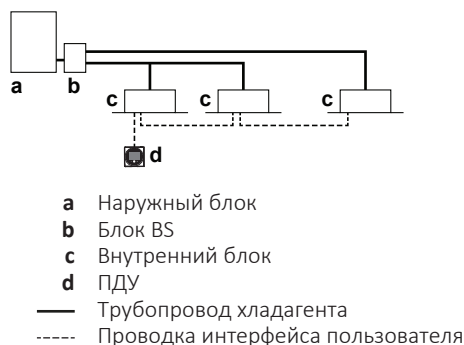 a
b
c
c
c
d
a Наружный блок
b Блок BS
c Внутренний блок
d ПДУ
Трубопровод хладагента
Проводка интерфейса пользователя